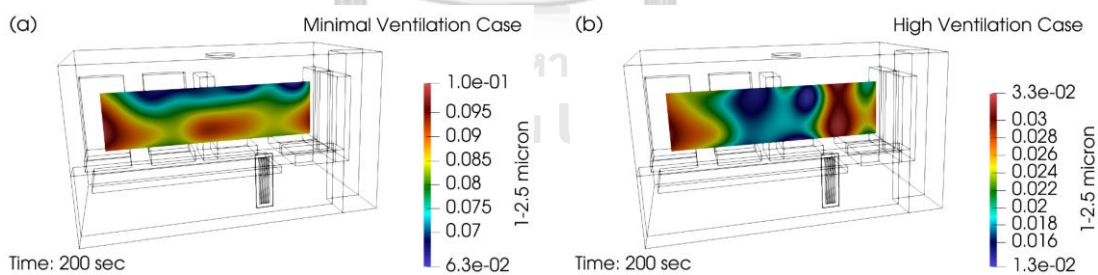 (a)
Minimal Ventilation Case
1.0e-01
0.095
0.09
0.085
0.08
0.075
0.07
6.3e-02
1-2.5 micron
Time: 200 sec
(b)
High Ventilation Case
3.3e-02
0.03
0.028
0.026
0.024
0.022
0.02
0.018
0.016
1.3e-02
1-2.5 micron
Time: 200 sec